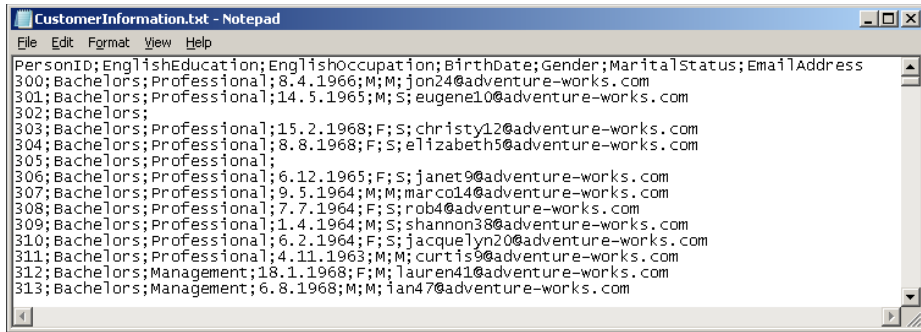 CustomerInformation.txt - Notepad
File Edit Format View Help
PersonID;EnglishEducation;EnglishOccupation;BirthDate;Gender;MaritalStatus;EmailAddress
300;Bachelors;Professional;8.4.1966;M;M;jon24@adventure-works.com
301;Bachelors;Professional;14.5.1965;M;S;eugene10@adventure-works.com
302;Bachelors;
303;Bachelors;Professional;15.2.1968;F;S;christy12@adventure-works.com
304;Bachelors;Professional;8.8.1968;F;S;elizabeth5@adventure-works.com
305;Bachelors;Professional;
306;Bachelors;Professional;6.12.1965;F;S;janet9@adventure-works.com
307;Bachelors;Professional;9.5.1964;M;M;marco14@adventure-works.com
308;Bachelors;Professional;7.7.1964;F;S;rob4@adventure-works.com
309;Bachelors;Professional;1.4.1964;M;S;shannon38@adventure-works.com
310;Bachelors;Professional;6.2.1964;F;S;jacquelyn20@adventure-works.com
311;Bachelors;Professional;4.11.1963;M;M;curtis9@adventure-works.com
312;Bachelors;Management;18.1.1968;F;M;lauren41@adventure-works.com
313;Bachelors;Management;6.8.1968;M;M;ian47@adventure-works.com